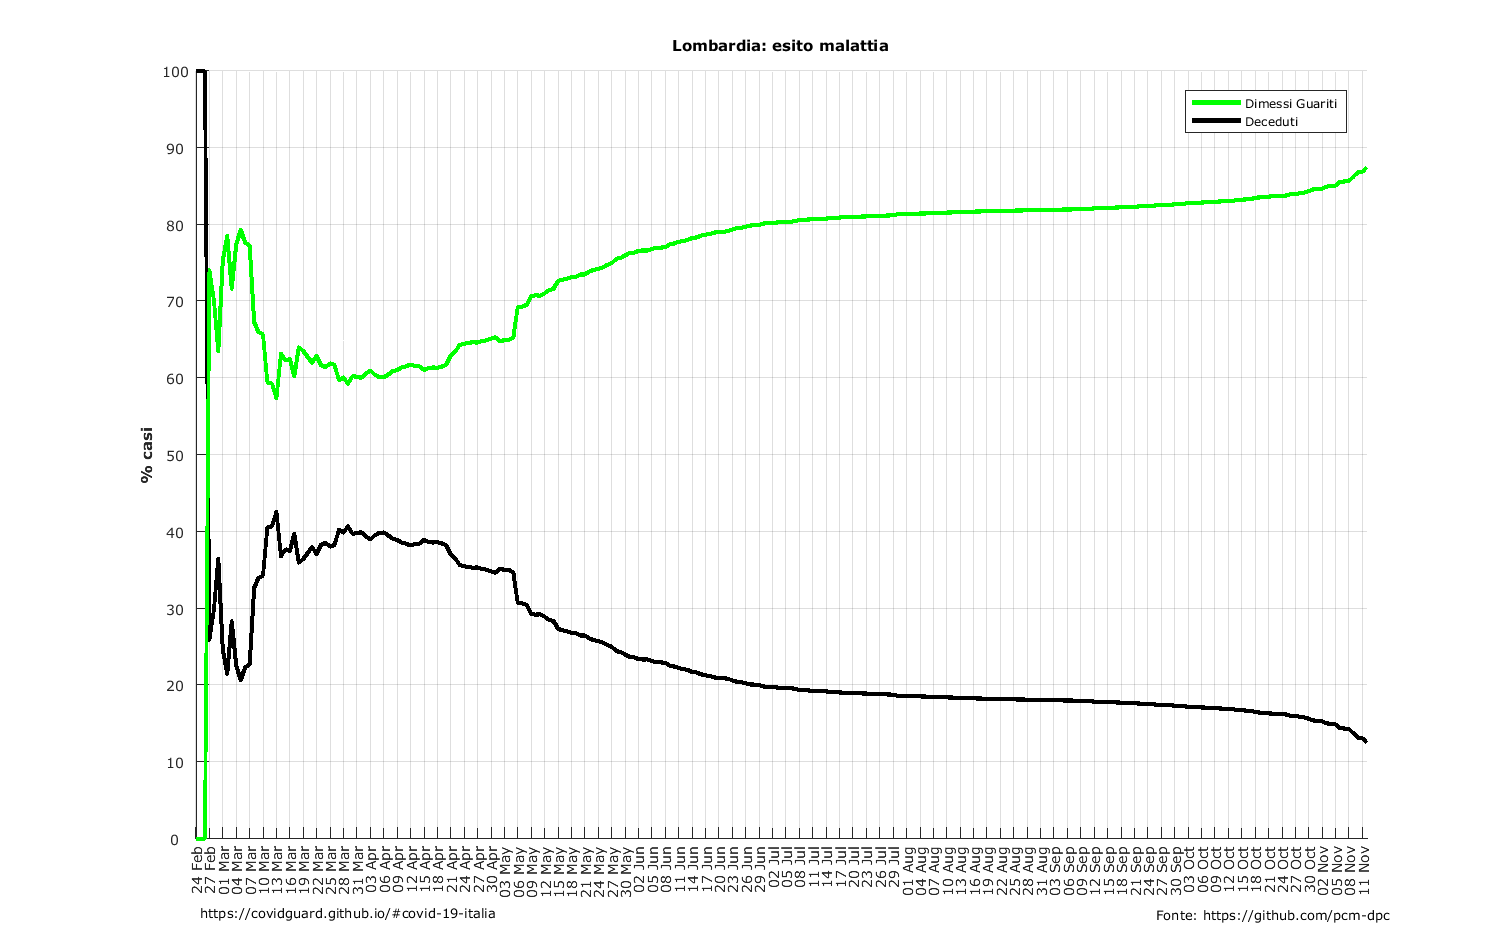 Lombardia: esito malattia
Dimessi Guariti
Deceduti
% casi
100
90
80
70
60
50
40
30
20
10
0
24 Feb
27 Feb
01 Mar
04 Mar
07 Mar
10 Mar
13 Mar
16 Mar
19 Mar
22 Mar
25 Mar
28 Mar
31 Mar
03 Apr
06 Apr
09 Apr
12 Apr
15 Apr
18 Apr
21 Apr
24 Apr
27 Apr
30 Apr
03 May
06 May
09 May
12 May
15 May
18 May
21 May
24 May
27 May
30 May
02 Jun
05 Jun
08 Jun
11 Jun
14 Jun
17 Jun
20 Jun
23 Jun
26 Jun
29 Jun
02 Jul
05 Jul
08 Jul
11 Jul
14 Jul
17 Jul
20 Jul
23 Jul
26 Jul
29 Jul
01 Aug
04 Aug
07 Aug
10 Aug
13 Aug
16 Aug
19 Aug
22 Aug
25 Aug
28 Aug
31 Aug
03 Sep
06 Sep
09 Sep
12 Sep
15 Sep
18 Sep
21 Sep
24 Sep
27 Sep
30 Sep
03 Oct
06 Oct
09 Oct
12 Oct
15 Oct
18 Oct
21 Oct
24 Oct
27 Oct
30 Oct
02 Nov
05 Nov
08 Nov
11 Nov
https://covidguard.github.io/#covid-19-italia
Fonte: https://github.com/pcm-dpc